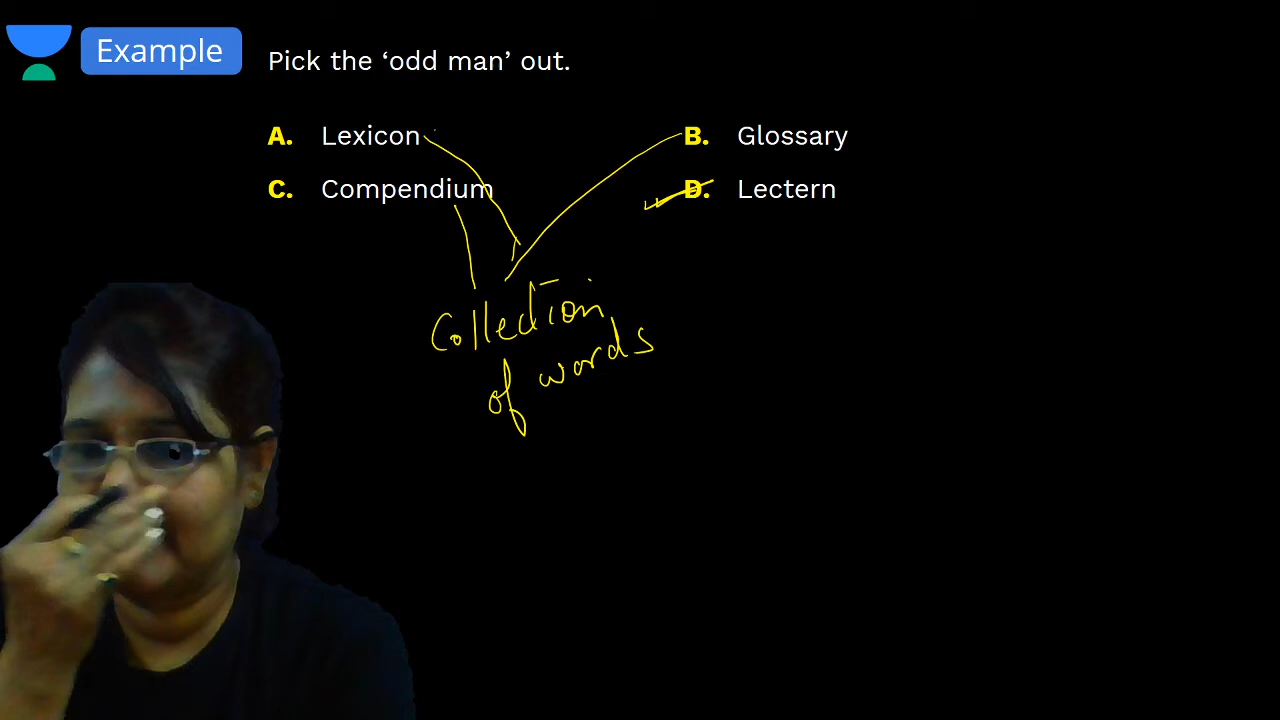 Example Pick the ‘odd man’ out.
A. Lexicon B. Glossary
C. Compendium D. Lectern
Collection
of words